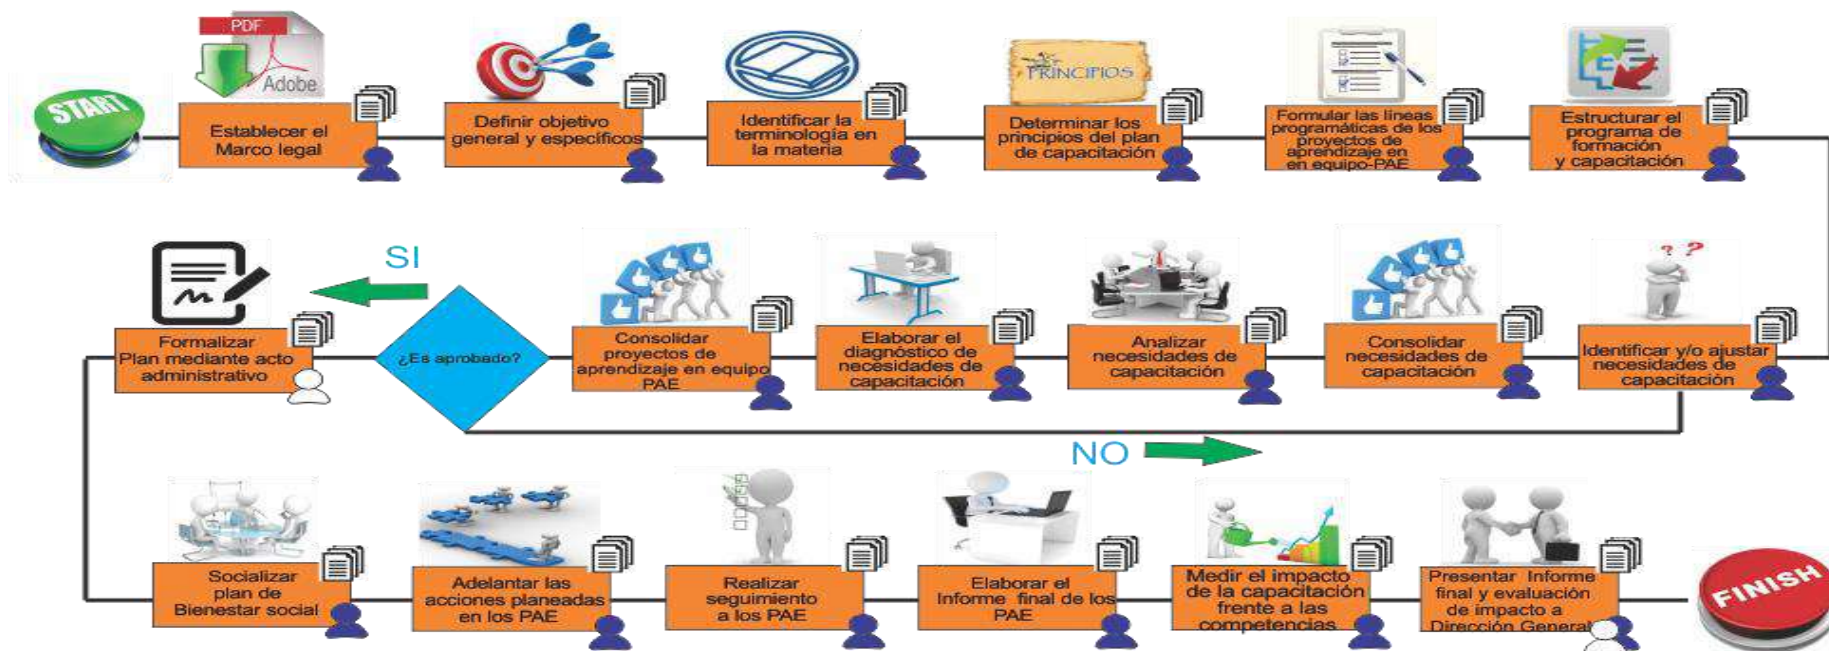 PDF
Adobe
START
Establecer el
Marco legal
Definir objetivo
general y específicos
Identificar la
terminología en
la materia
PRINCIPIOS
Determinar los
principios del plan
de capacitación
Formular las líneas
programáticas de los
proyectos de
aprendizaje en
en equipo-PAE
Estructurar el
programa de
formación
y capacitación
SI
Formalizar
Plan mediante acto
administrativo
¿Es aprobado?
Consolidar
proyectos de
aprendizaje en equipo
PAE
Elaborar el
diagnóstico de
necesidades de
capacitación
Analizar
necesidades de
capacitación
Consolidar
necesidades de
capacitación
? ?
Identificar y/o ajustar
necesidades de
capacitación
NO
Socializar
plan de
Bienestar social
Adelantar las
acciones planeadas
en los PAE
Realizar
seguimiento
a los PAE
Elaborar el
Informe final de los
PAE
Medir el impacto
de la capacitación
frente a las
competencias
Presentar Informe
final y evaluación
de impacto a
Dirección General
FINISH